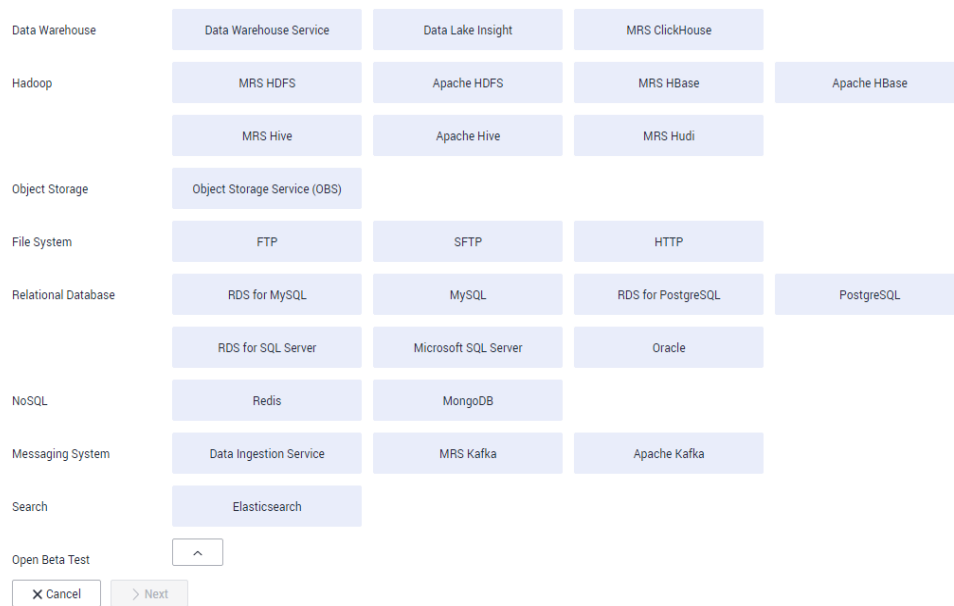 Data Warehouse Data Warehouse Service Data Lake Insight MRS ClickHouse
Hadoop MRS HDFS Apache HDFS MRS HBase Apache HBase
MRS Hive Apache Hive MRS Hudi
Object Storage Object Storage Service (OBS)
File System FTP SFTP HTTP
Relational Database RDS for MySQL MySQL RDS for PostgreSQL PostgreSQL
RDS for SQL Server Microsoft SQL Server Oracle
NoSQL Redis MongoDB
Messaging System Data Ingestion Service MRS Kafka Apache Kafka
Search Elasticsearch
Open Beta Test
Cancel Next